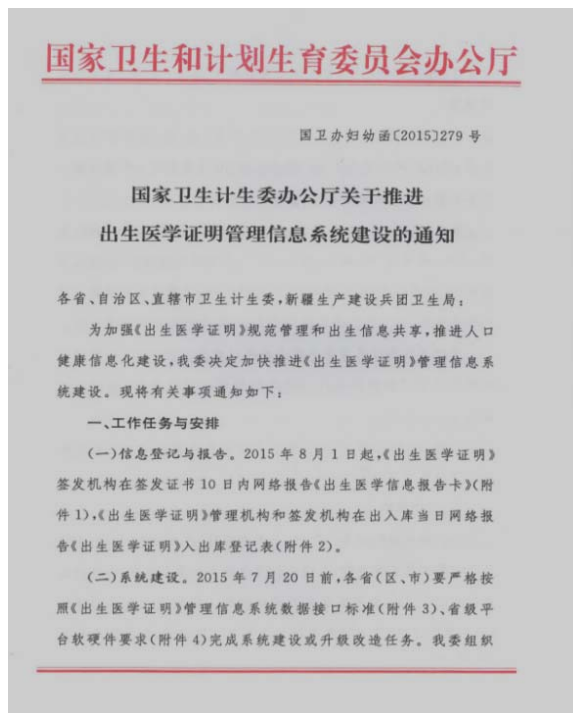 国家卫生和计划生育委员会办公厅
国卫办妇幼函〔2015〕279 号
国家卫生计生委办公厅关于推进
出生医学证明管理信息系统建设的通知
各省、自治区、直辖市卫生计生委,新疆生产建设兵团卫生局:
为加强《出生医学证明》规范管理和出生信息共享,推进人口
健康信息化建设,我委决定加快推进《出生医学证明》管理信息系
统建设。现将有关事项通知如下:
一、工作任务与安排
(一)信息登记与报告。2015 年 8 月 1 日起,《出生医学证明》
签发机构在签发证书 10 日内网络报告《出生医学信息报告卡》(附
件 1),《出生医学证明》管理机构和签发机构在出入库当日网络报
告《出生医学证明》入出库登记表(附件 2)。
(二)系统建设。2015 年 7 月 20 日前,各省(区、市)要严格按
照《出生医学证明》管理信息系统数据接口标准(附件 3)、省级平
台软硬件要求(附件 4)完成系统建设或升级改造任务。我委组织